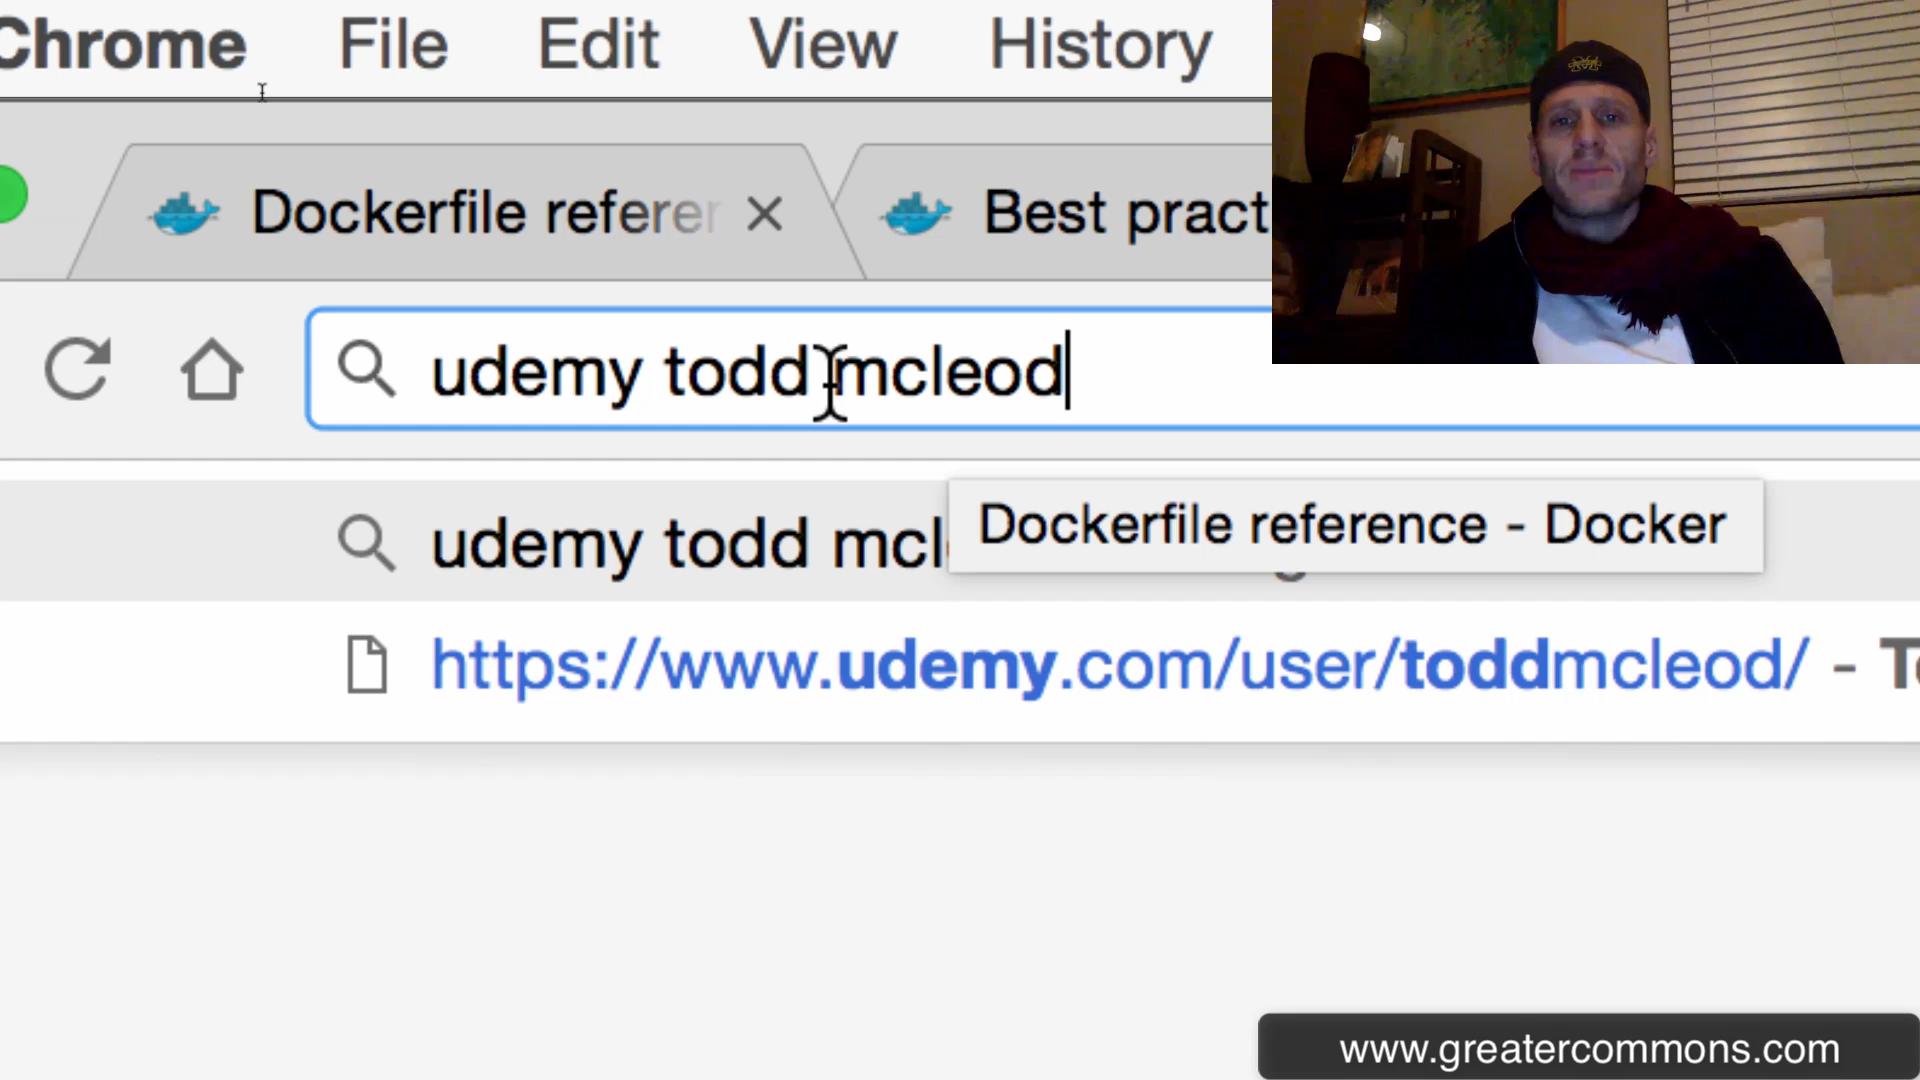 Chrome File Edit View History
Dockerfile refere
Best pract
udemy todd mcleod
udemy todd mcl
Dockerfile reference - Docker
https://www.udemy.com/user/toddmcleod/ -
www.greatercommons.com